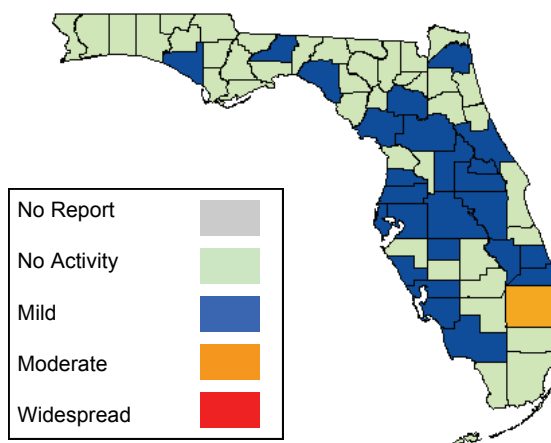 No Report
No Activity
Mild
Moderate
Widespread